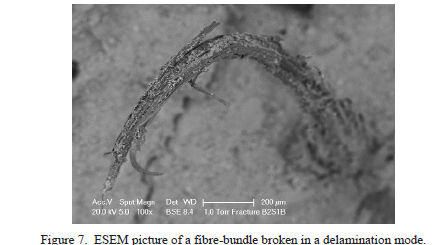 Acc.V Spot Magn Det WD 200 µm
20.0 kV 5.0 100x BSE 8.4 1.0 Torr Fracture B2S1B
Figure 7. ESEM picture of a fibre-bundle broken in a delamination mode.